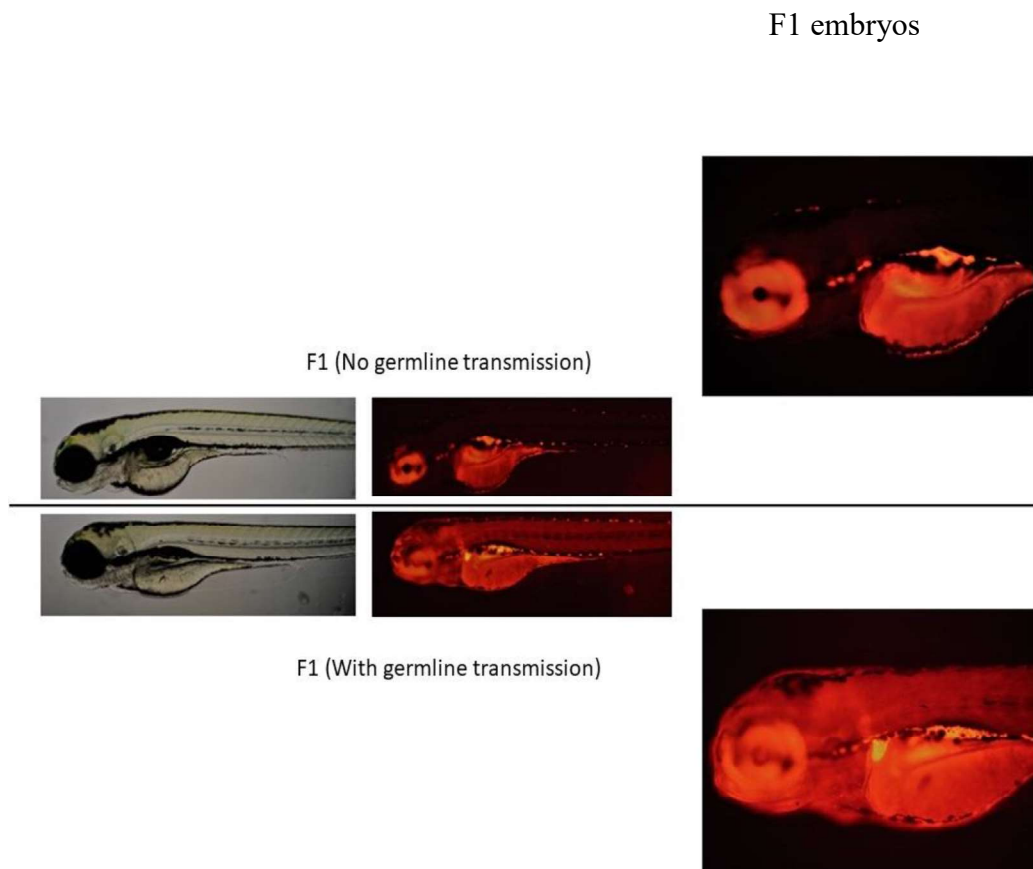 F1 embryos
F1 (No germline transmission)
F1 (With germline transmission)